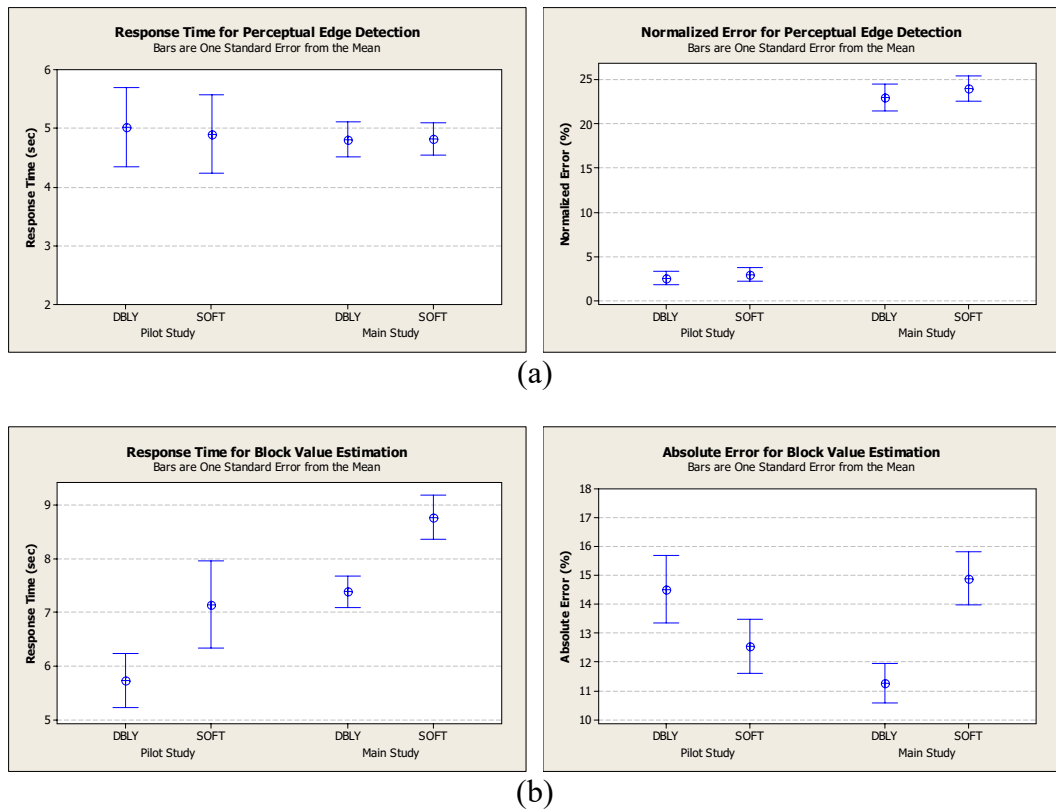 Response Time for Perceptual Edge Detection
Bars are One Standard Error from the Mean
Response Time (sec)
6
5
4
3
2
DBLY SOFT DBLY SOFT
Pilot Study Main Study
Normalized Error for Perceptual Edge Detection
Bars are One Standard Error from the Mean
Normalized Error (%)
25
20
15
10
5
0
DBLY SOFT DBLY SOFT
Pilot Study Main Study
(a)
Response Time for Block Value Estimation
Bars are One Standard Error from the Mean
Response Time (sec)
9
8
7
6
5
DBLY SOFT DBLY SOFT
Pilot Study Main Study
Absolute Error for Block Value Estimation
Bars are One Standard Error from the Mean
Absolute Error (%)
18
17
16
15
14
13
12
11
10
DBLY SOFT DBLY SOFT
Pilot Study Main Study
(b)